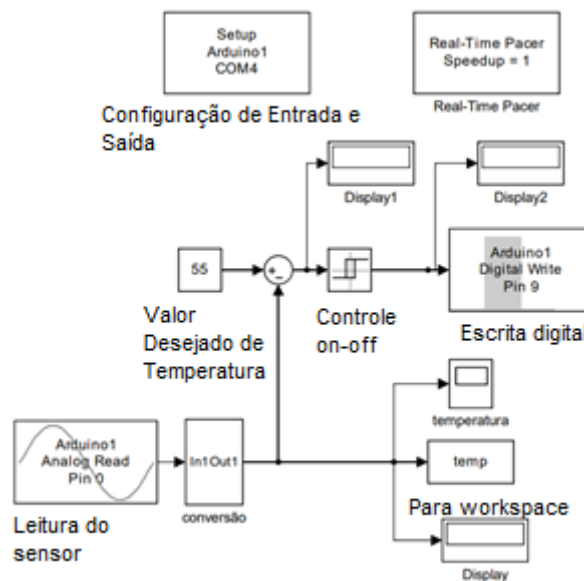 Setup
Arduino1
COM4
Real-Time Pacer
Speedup = 1
Configuração de Entrada e
Saída
Real-Time Pacer
Display1
Display2
55
+
-
Arduino1
Digital Write
Pin 9
Valor
Desejado de
Temperatura
Controle
on-off
Escrita digital
temperatura
Arduino1
Analog Read
Pin 0
In1Out1
temp
conversão
Para workspace
Leitura do
sensor
Display